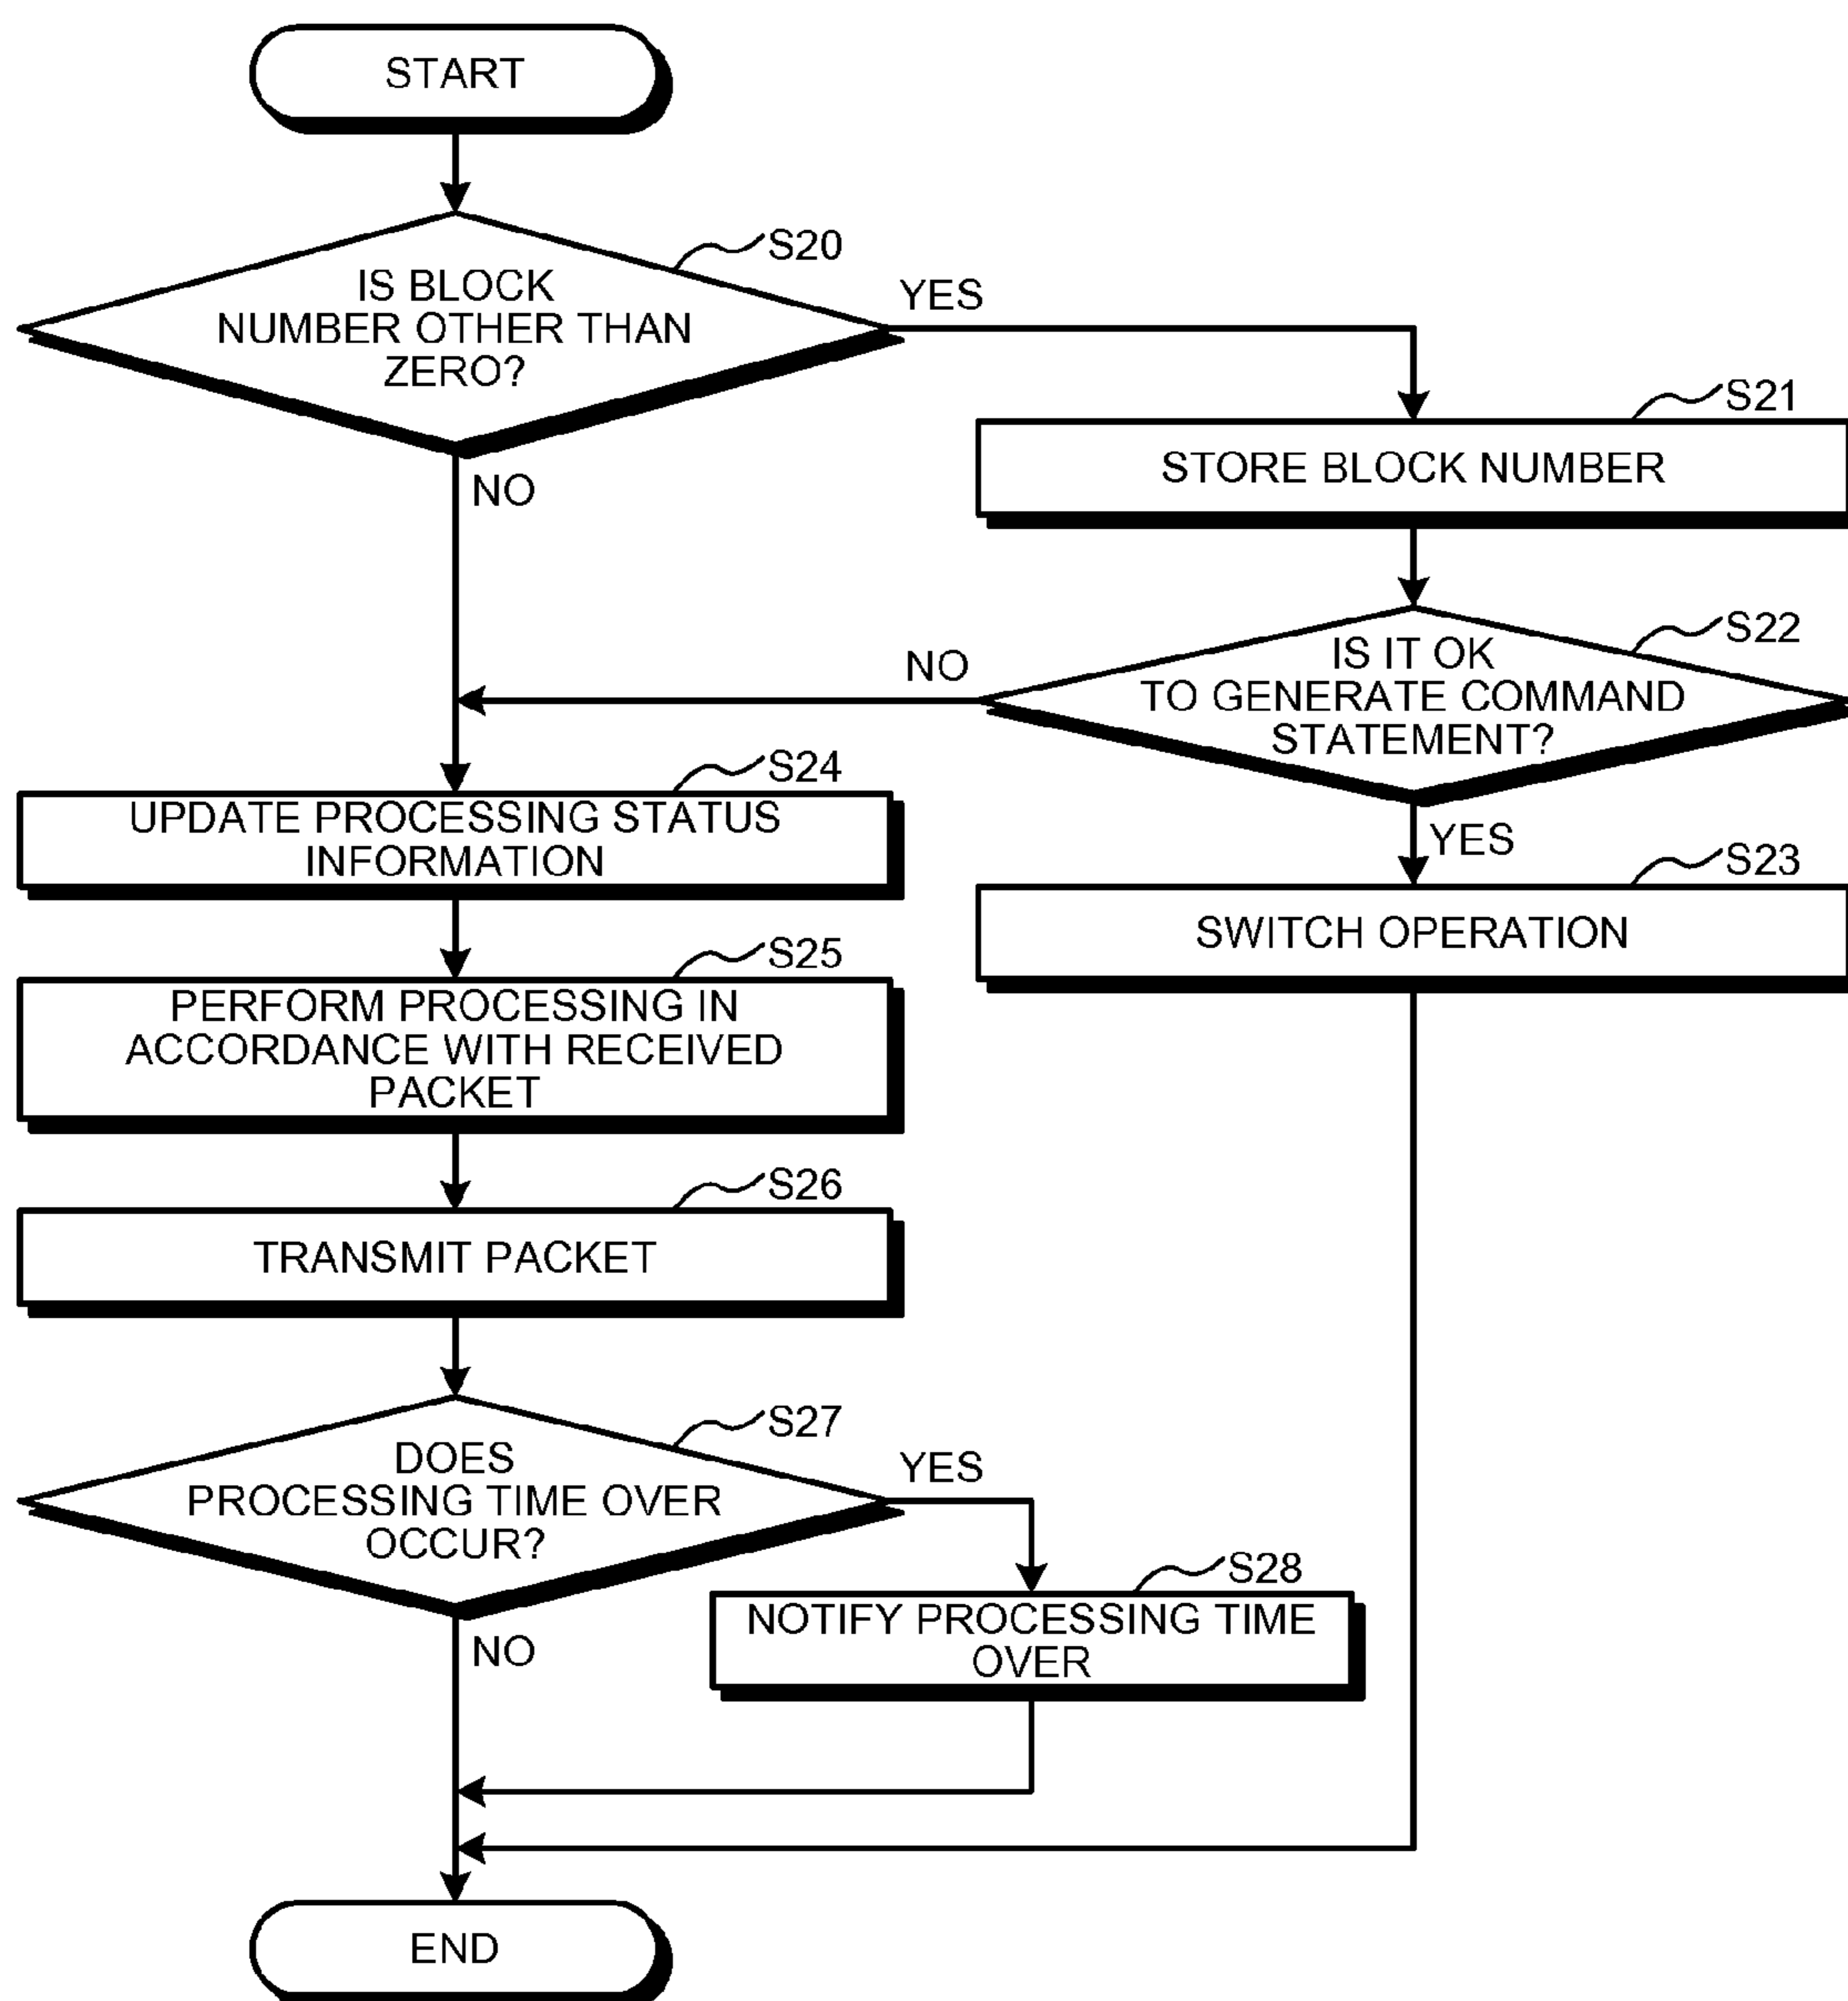 START
S20
IS BLOCK
NUMBER OTHER THAN
ZERO?
YES
NO
S21
STORE BLOCK NUMBER
S22
IS IT OK
TO GENERATE COMMAND
STATEMENT?
NO
YES
S23
SWITCH OPERATION
S24
UPDATE PROCESSING STATUS
INFORMATION
S25
PERFORM PROCESSING IN
ACCORDANCE WITH RECEIVED
PACKET
S26
TRANSMIT PACKET
S27
DOES
PROCESSING TIME OVER
OCCUR?
YES
NO
S28
NOTIFY PROCESSING TIME
OVER
END